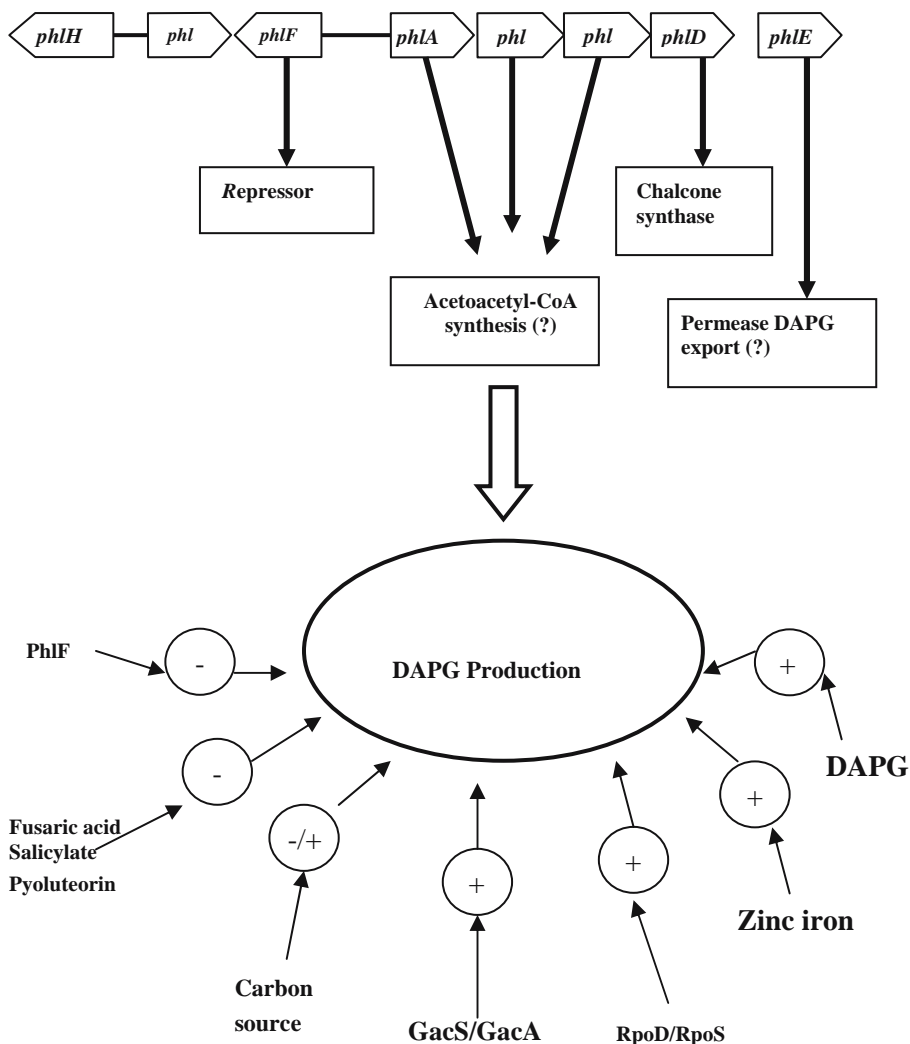 phlH phl phlF phlA phl phl phlD phlE
Repressor
Chalcone
synthase
Acetoacetyl-CoA
synthesis (?)
Permease DAPG
export (?)
DAPG Production
PhlF
-
+
DAPG
-
Fusaric acid
Salicylate
Pyoluteorin
-/+
Carbon
source
+
GacS/GacA
+
RpoD/RpoS
+
Zinc iron